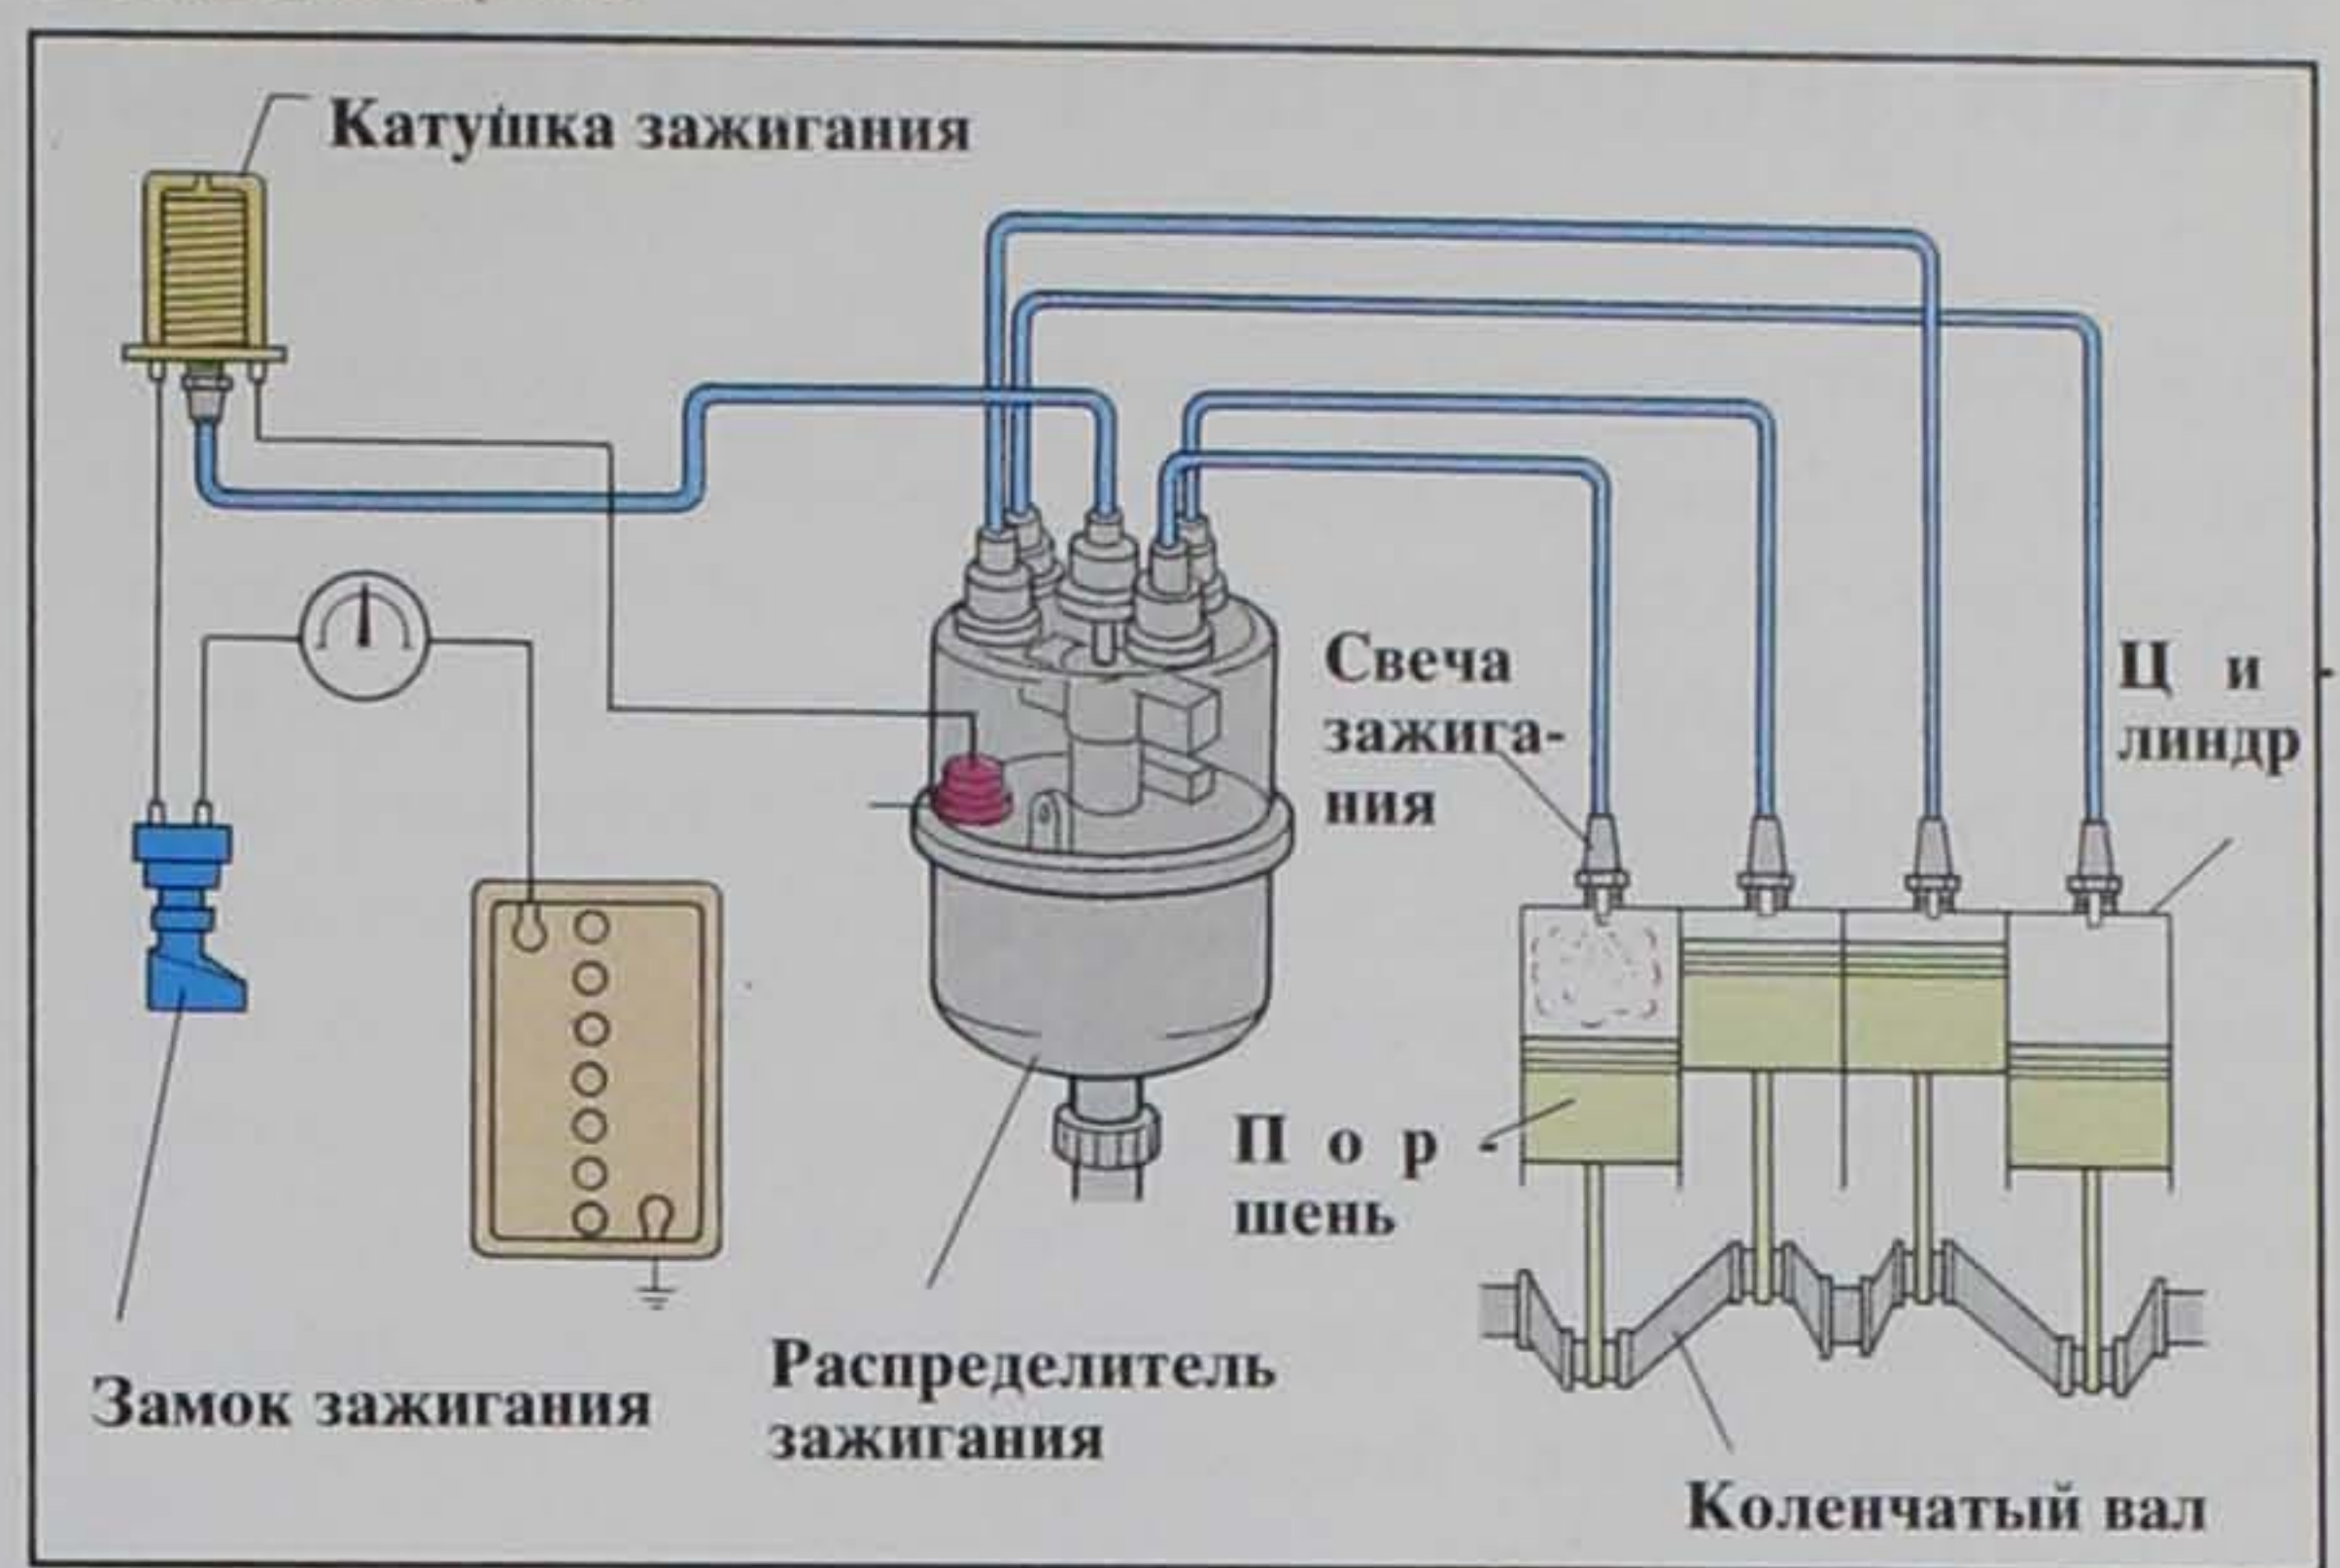 Катушка зажигания
Свеча
зажига-
ния
Ц и -
линдр
П о р -
шень
Замок зажигания
Распределитель
зажигания
Коленчатый вал